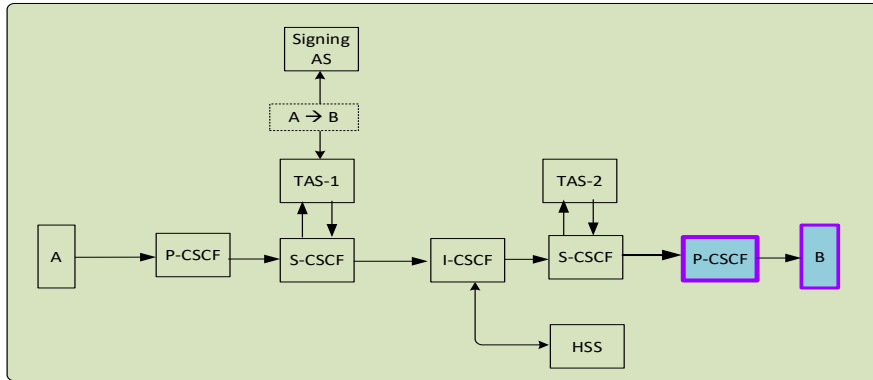 Signing
AS
A → B
TAS-1
TAS-2
A
P-CSCF
S-CSCF
I-CSCF
S-CSCF
P-CSCF
B
HSS